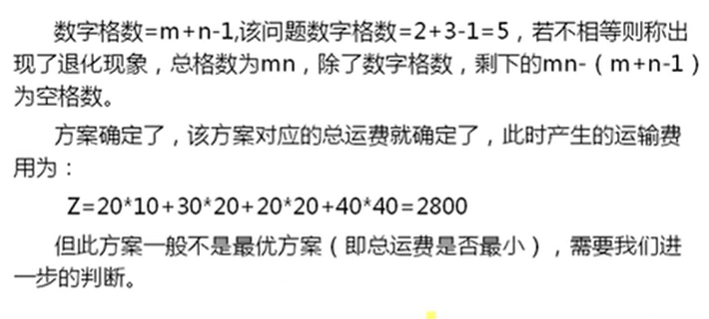 数字格数=m+n-1,该问题数字格数=2+3-1=5，若不相等则称出
现了退化现象，总格数为mn，除了数字格数，剩下的mn-（m+n-1）
为空格数。
方案确定了，该方案对应的总运费就确定了，此时产生的运输费
用为：
Z=20*10+30*20+20*20+40*40=2800
但此方案一般不是最优方案（即总运费是否最小），需要我们进
一步的判断。